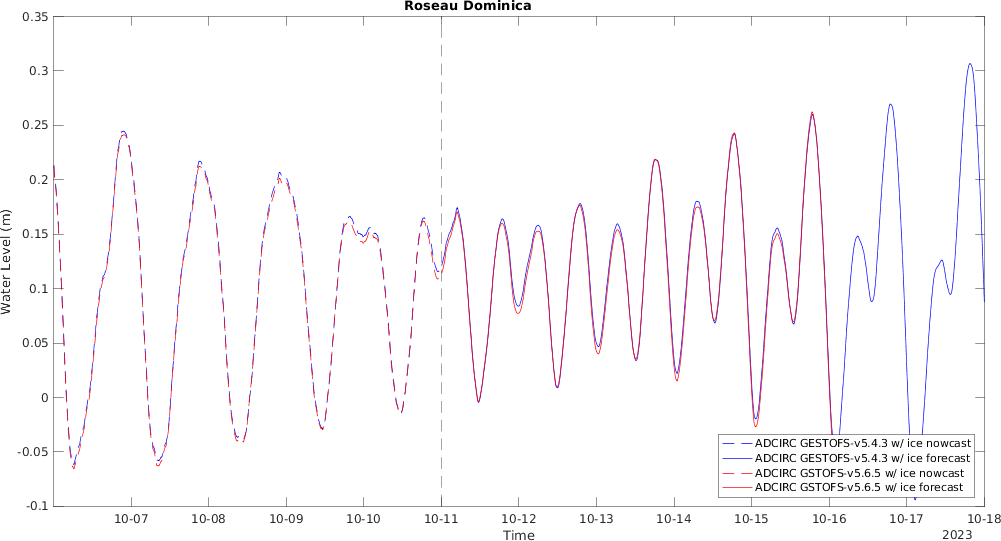 Roseau Dominica
0.35
0.3
0.25
0.2
0.15
0.1
0.05
0
-0.05
-0.1
Water Level (m)
ADCIRC GESTOFS-v5.4.3 w/ ice nowcast
ADCIRC GESTOFS-v5.4.3 w/ ice forecast
ADCIRC GSTOFS-v5.6.5 w/ ice nowcast
ADCIRC GSTOFS-v5.6.5 w/ ice forecast
10-07 10-08 10-09 10-10 10-11 10-12 10-13 10-14 10-15 10-16 10-17 10-18
Time 2023